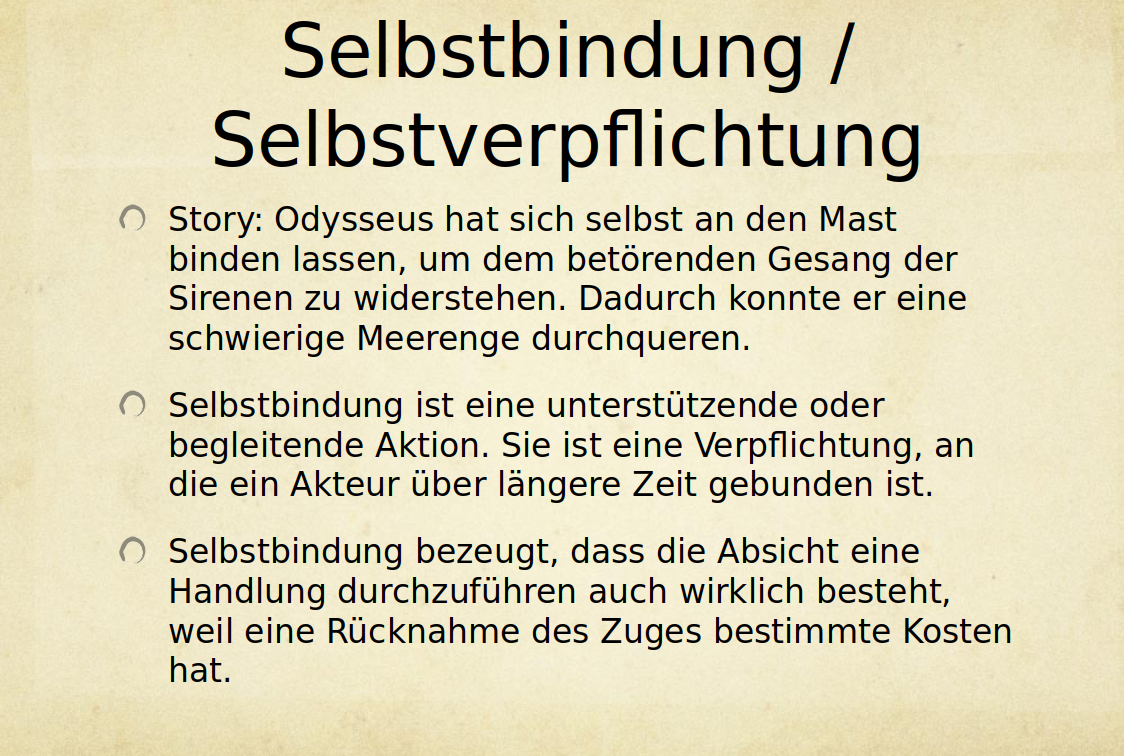 Selbstbindung /
Selbstverpflichtung
Story: Odysseus hat sich selbst an den Mast
binden lassen, um dem betörenden Gesang der
Sirenen zu widerstehen. Dadurch konnte er eine
schwierige Meerenge durchqueren.
Selbstbindung ist eine unterstützende oder
begleitende Aktion. Sie ist eine Verpflichtung, an
die ein Akteur über längere Zeit gebunden ist.
Selbstbindung bezeugt, dass die Absicht eine
Handlung durchzuführen auch wirklich besteht,
weil eine Rücknahme des Zuges bestimmte Kosten
hat.